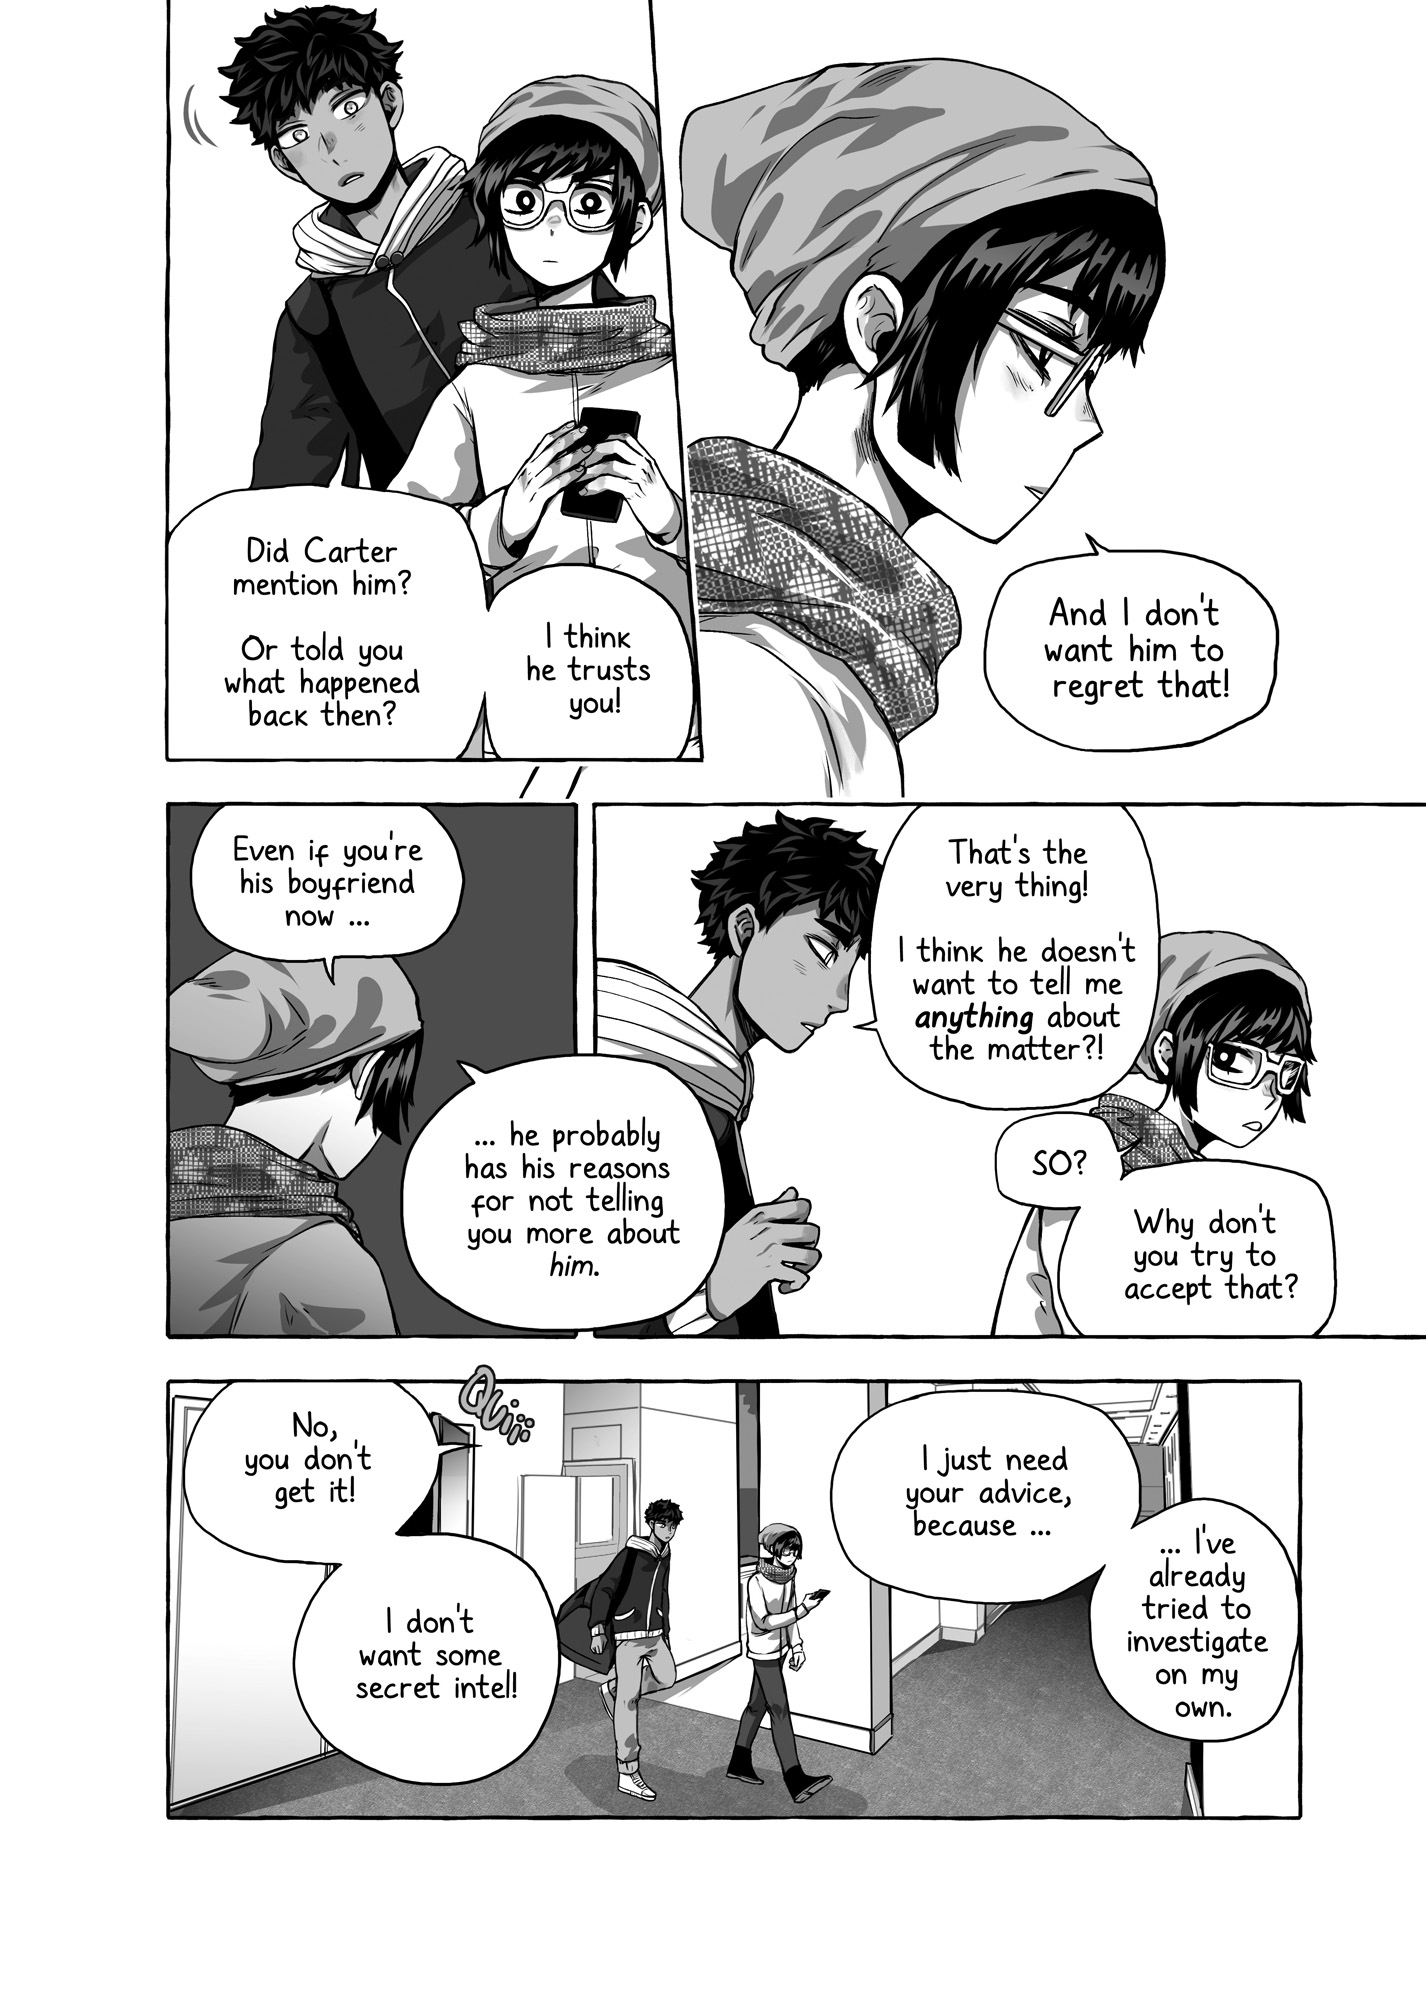 Did Carter
mention him?
Or told you
what happened
back then?
I think
he trusts
you!
And I don't
want him to
regret that!
Even if you're
his boyfriend
now ...
... he probably
has his reasons
for not telling
you more about
him.
That's the
very thing!
I think he doesn't
want to tell me
anything about
the matter?!
SO?
Why don't
you try to
accept that?
No,
you don't
get it!
Quiii
I don't
want some
secret intel!
I just need
your advice,
because ...
... I've
already
tried to
investigate
on my
own.